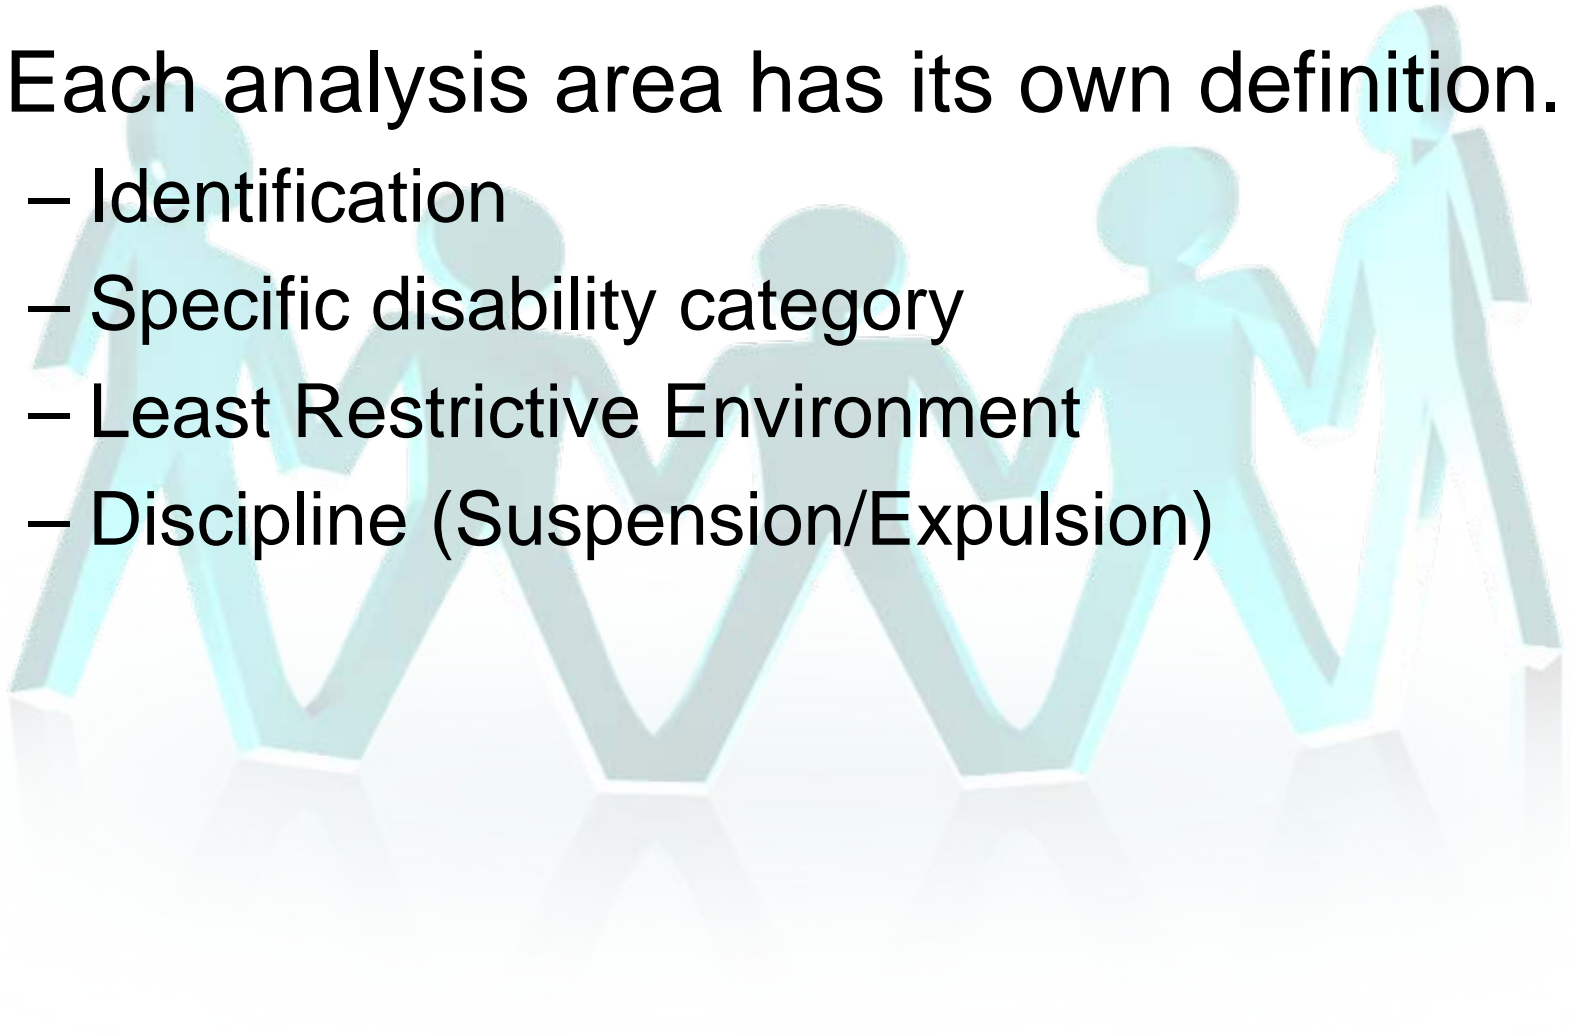 Each analysis area has its own definition.
– Identification
– Specific disability category
– Least Restrictive Environment
– Discipline (Suspension/Expulsion)